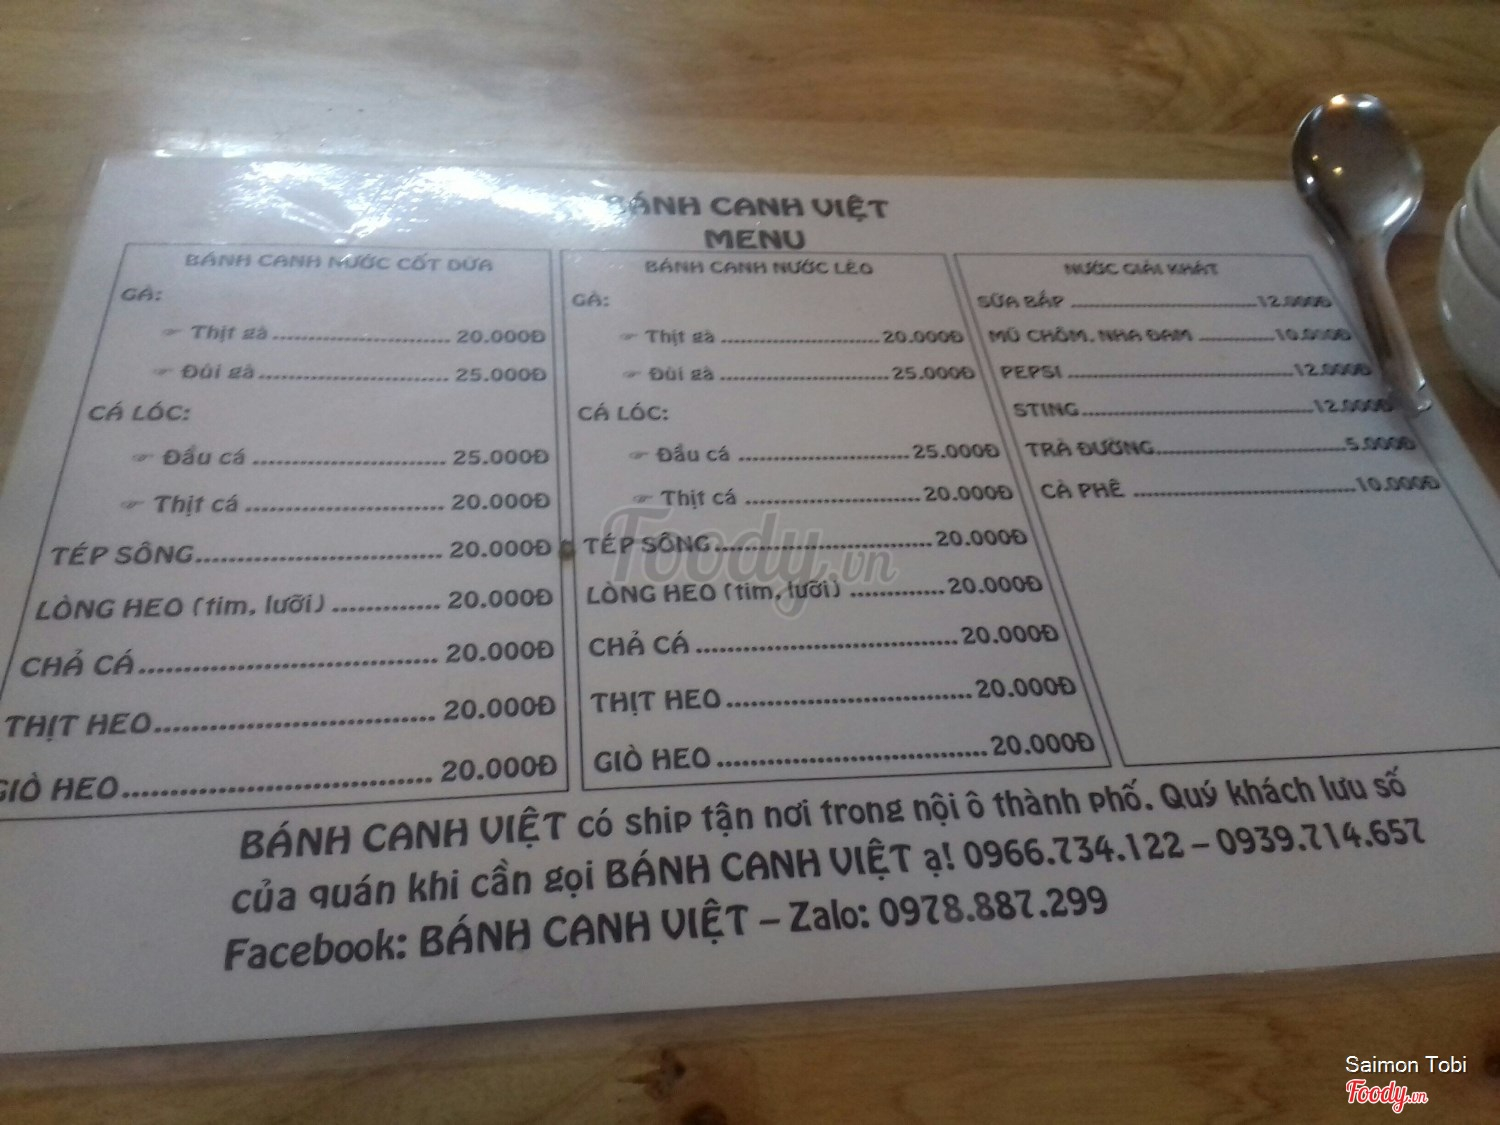 BÁNH CANH VIỆT
MENU
BÁNH CANH NƯỚC CỐT DỪA
GÀ:
☞ Thịt gà ........................... 20.000Đ
☞ Đùi gà ............................. 25.000Đ
CÁ LÓC:
☞ Đầu cá ............................. 25.000Đ
☞ Thịt cá ............................. 20.000Đ
TÉP SÔNG.................................. 20.000Đ
LÒNG HEO (tim, lưỡi) .............. 20.000Đ
CHẢ CÁ...................................... 20.000Đ
THỊT HEO.................................. 20.000Đ
GIÒ HEO..................................... 20.000Đ
BÁNH CANH NƯỚC LÈO
GÀ:
☞ Thịt gà ........................... 20.000Đ
☞ Đùi gà ............................. 25.000Đ
CÁ LÓC:
☞ Đầu cá ............................. 25.000Đ
☞ Thịt cá ............................. 20.000Đ
TÉP SÔNG.................................. 20.000Đ
LÒNG HEO (tim, lưỡi) .............. 20.000Đ
CHẢ CÁ ...................................... 20.000Đ
THỊT HEO.................................. 20.000Đ
GIÒ HEO ..................................... 20.000Đ
NƯỚC GIẢI KHÁT
SỮA BẮP ..................................12.000Đ
MŨ CHÔM, NHA ĐAM ..............10.000Đ
PEPSI .......................................12.000Đ
STING.......................................12.000Đ
TRÀ ĐƯỜNG..............................5.000Đ
CÀ PHÊ ....................................10.000Đ
BÁNH CANH VIỆT có ship tận nơi trong nội ô thành phố. Quý khách lưu số
của quán khi cần gọi BÁNH CANH VIỆT ạ! 0966.734.122 – 0939.714.657
Facebook: BÁNH CANH VIỆT – Zalo: 0978.887.299
Foody.vn
Saimon Tobi
Foody.vn